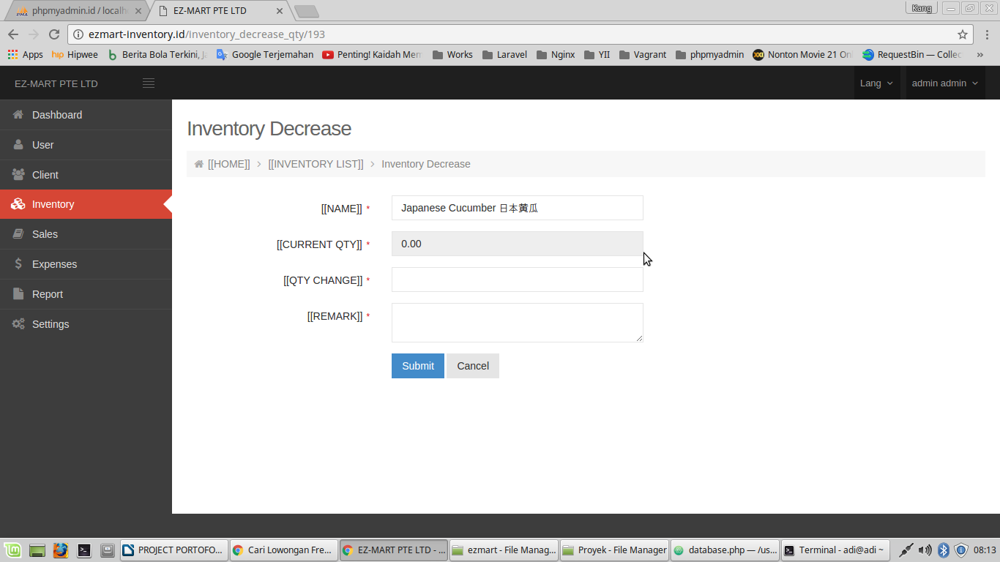 phpmyadmin.id / localh
EZ-MART PTE LTD
Kang
ezmart-inventory.id/inventory_decrease_qty/193
Apps
Hipwee
Berita Bola Terkini, J
Google Terjemahan
Penting! Kaidah Men
Works
Laravel
Nginx
YII
Vagrant
phpmyadmin
Nonton Movie 21 Onl
RequestBin — Collec
»
EZ-MART PTE LTD
Lang
admin admin
Dashboard
User
Client
Inventory
Sales
Expenses
Report
Settings
Inventory Decrease
[[HOME]] > [[INVENTORY LIST]] > Inventory Decrease
[[NAME]] * Japanese Cucumber 日本黄瓜
[[CURRENT QTY]] * 0.00
[[QTY CHANGE]] *
[[REMARK]] *
Submit Cancel
PROJECT PORTOFO...
Cari Lowongan Fre...
EZ-MART PTE LTD - ...
ezmart - File Manag...
Proyek - File Manager
database.php — /us...
Terminal - adi@adi ~
08:13